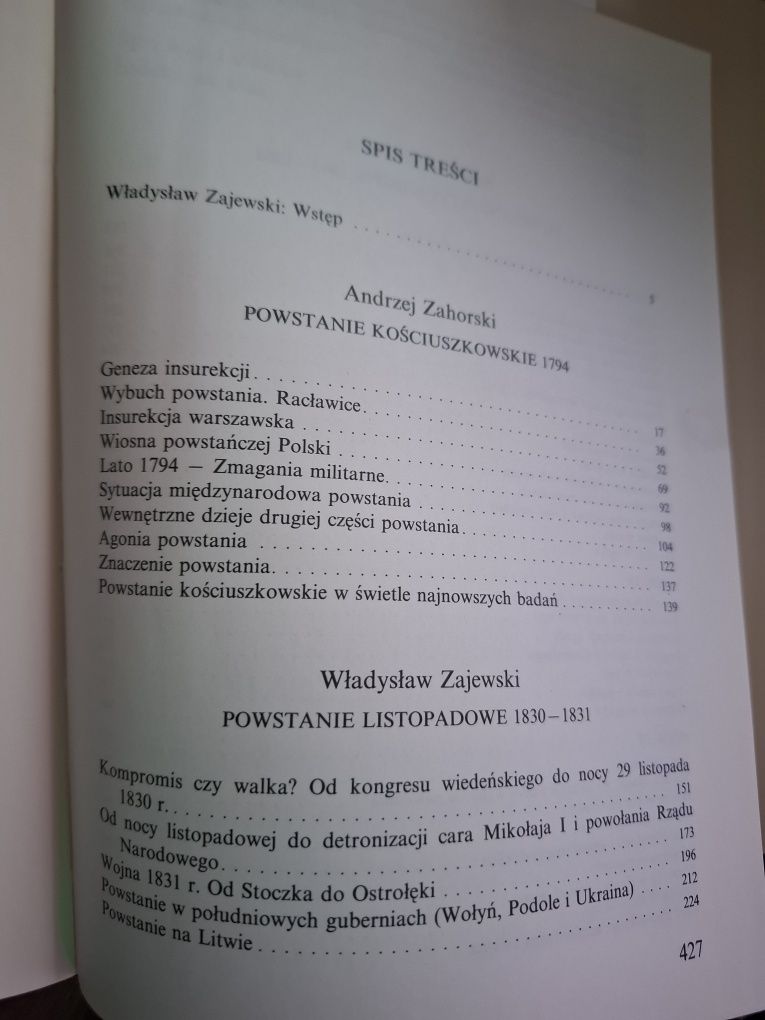 SPIS TREŚCI
Władysław Zajewski: Wstęp . . . . . . . . . . . . . . . . . . . . . . . . 5
Andrzej Zahorski
POWSTANIE KOŚCIUSZKOWSKIE 1794
Geneza insurekcji . . . . . . . . . . . . . . . . . . . . . . . . 17
Wybuch powstania. Racławice. . . . . . . . . . . . . . . . . . . . 36
Insurekcja warszawska . . . . . . . . . . . . . . . . . . . . . . 52
Wiosna powstańczej Polski . . . . . . . . . . . . . . . . . . . . 69
Lato 1794 — Zmagania militarne. . . . . . . . . . . . . . . . . . 92
Sytuacja międzynarodowa powstania . . . . . . . . . . . . . . . . 98
Wewnętrzne dzieje drugiej części powstania. . . . . . . . . . . . 104
Agonia powstania . . . . . . . . . . . . . . . . . . . . . . . . 122
Znaczenie powstania. . . . . . . . . . . . . . . . . . . . . . . 137
Powstanie kościuszkowskie w świetle najnowszych badań . . . . . . . . . . . 139
Władysław Zajewski
POWSTANIE LISTOPADOWE 1830–1831
Kompromis czy walka? Od kongresu wiedeńskiego do nocy 29 listopada
1830 r. . . . . . . . . . . . . . . . . . . . . . . . . . . . . 151
Od nocy listopadowej do detronizacji cara Mikołaja I i powołania Rządu
Narodowego. . . . . . . . . . . . . . . . . . . . . . . . . . . 173
Wojna 1831 r. Od Stoczka do Ostrołęki . . . . . . . . . . . . . . 196
Powstanie w południowych guberniach (Wołyń, Podole i Ukraina) . . . . 212
Powstanie na Litwie . . . . . . . . . . . . . . . . . . . . . . . 224
427